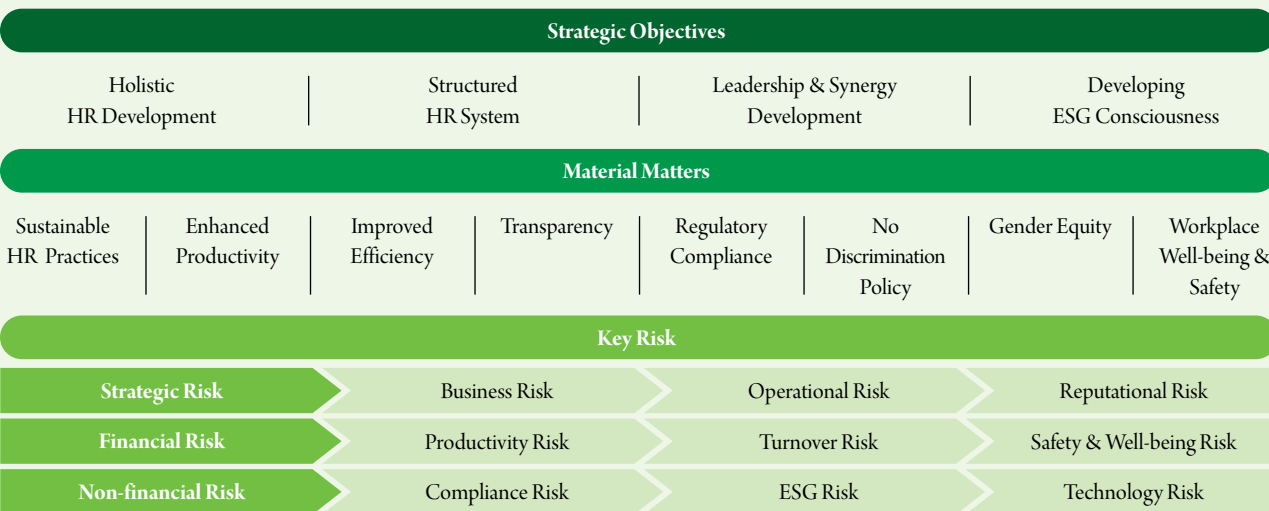 Strategic Objectives
Holistic
HR Development
Structured
HR System
Leadership & Synergy
Development
Developing
ESG Consciousness
Material Matters
Sustainable
HR Practices
Enhanced
Productivity
Improved
Efficiency
Transparency
Regulatory
Compliance
No
Discrimination
Policy
Gender Equity
Workplace
Well-being &
Safety
Key Risk
Strategic Risk
Business Risk
Operational Risk
Reputational Risk
Financial Risk
Productivity Risk
Turnover Risk
Safety & Well-being Risk
Non-financial Risk
Compliance Risk
ESG Risk
Technology Risk